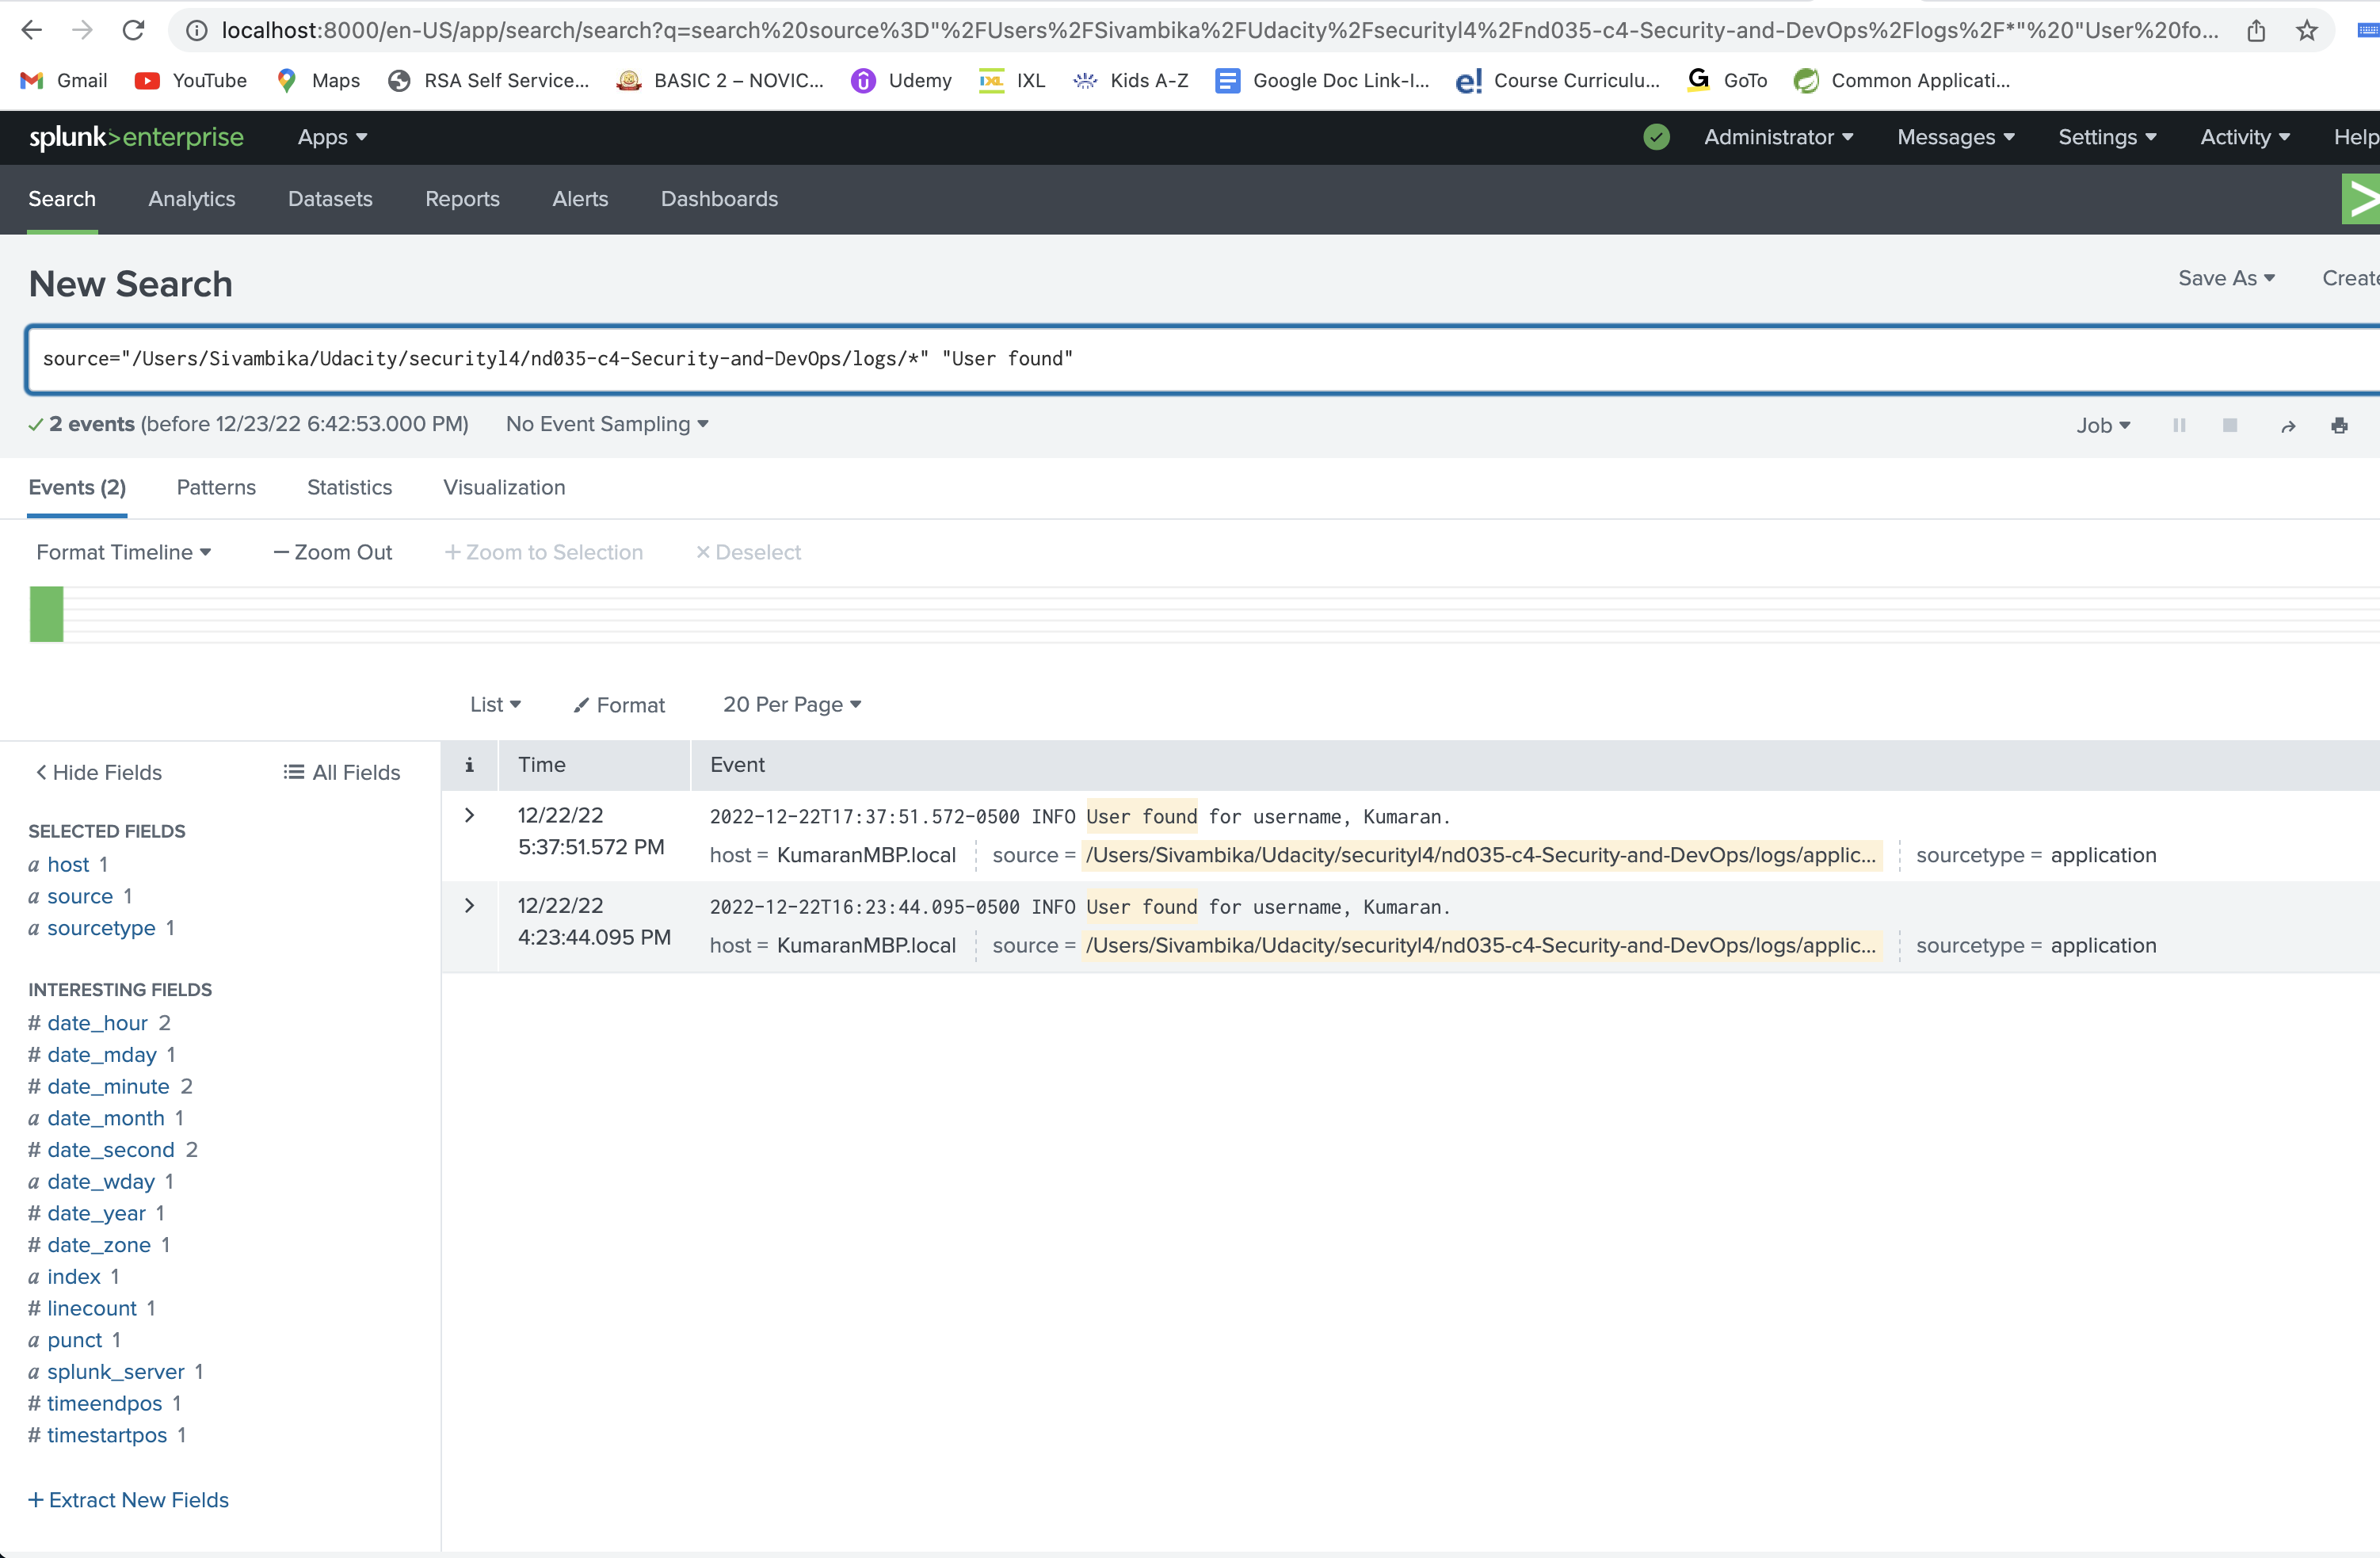 localhost:8000/en-US/app/search/search?q=search%20source%3D"%2FUsers%2FSivambika%2FUdacity%2Fsecurityl4%2Fnd035-c4-Security-and-DevOps%2Flogs%2F*"%20"User%20fo...
Gmail YouTube Maps RSA Self Service... BASIC 2 – NOVIC... Udemy IXL Kids A-Z Google Doc Link-I... Course Curriculu... GoTo Common Applicati...
splunk>enterprise Apps Administrator Messages Settings Activity Help
Search Analytics Datasets Reports Alerts Dashboards
New Search Save As Create
source="/Users/Sivambika/Udacity/securityl4/nd035-c4-Security-and-DevOps/logs/*" "User found"
2 events (before 12/23/22 6:42:53.000 PM) No Event Sampling Job
Events (2) Patterns Statistics Visualization
Format Timeline — Zoom Out + Zoom to Selection × Deselect
List Format 20 Per Page
< Hide Fields All Fields
SELECTED FIELDS
a host 1
a source 1
a sourcetype 1
INTERESTING FIELDS
# date_hour 2
# date_mday 1
# date_minute 2
a date_month 1
# date_second 2
a date_wday 1
# date_year 1
# date_zone 1
a index 1
# linecount 1
a punct 1
a splunk_server 1
# timeendpos 1
# timestartpos 1
+ Extract New Fields
i Time Event
12/22/22 2022-12-22T17:37:51.572-0500 INFO User found for username, Kumaran.
5:37:51.572 PM host = KumaranMBP.local source = /Users/Sivambika/Udacity/securityl4/nd035-c4-Security-and-DevOps/logs/applic... sourcetype = application
12/22/22 2022-12-22T16:23:44.095-0500 INFO User found for username, Kumaran.
4:23:44.095 PM host = KumaranMBP.local source = /Users/Sivambika/Udacity/securityl4/nd035-c4-Security-and-DevOps/logs/applic... sourcetype = application